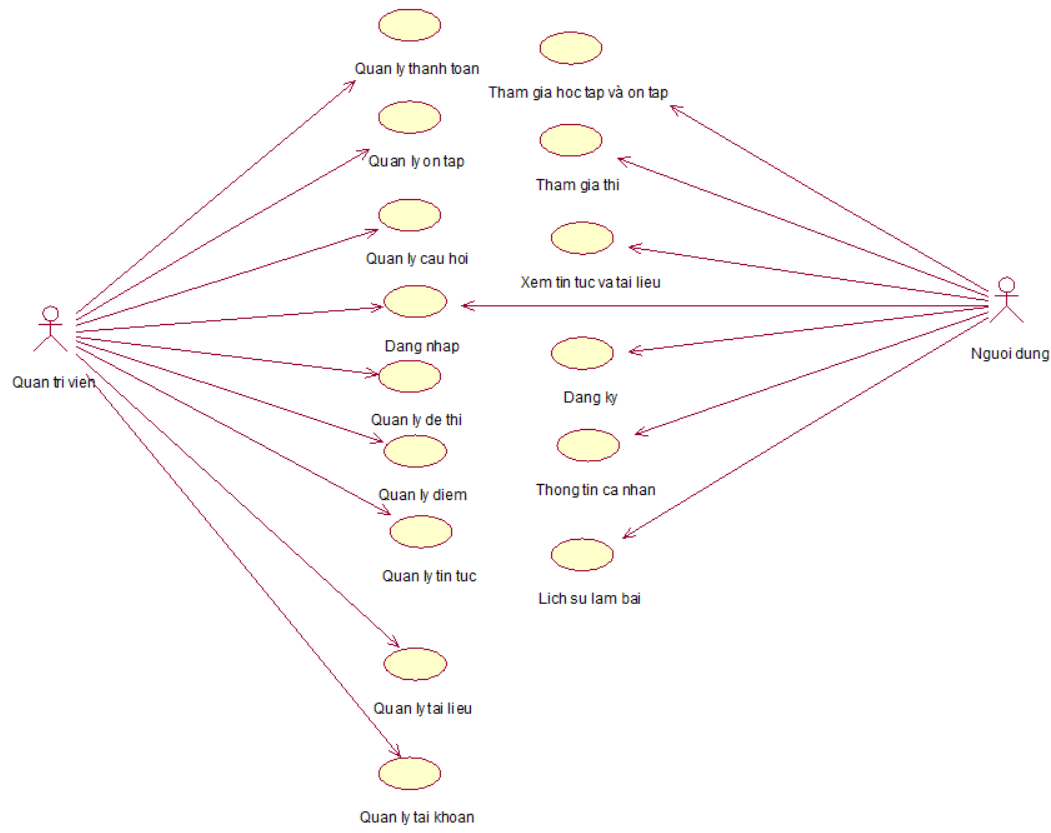 Quan ly thanh toan
Tham gia hoc tap và on tap
Quan ly on tap
Tham gia thi
Quan ly cau hoi
Xem tin tuc va tai lieu
Dang nhap
Nguoi dung
Quan tri vien
Dang ky
Quan ly de thi
Quan ly diem
Thong tin ca nhan
Quan ly tin tuc
Lich su lam bai
Quan ly tai lieu
Quan ly tai khoan